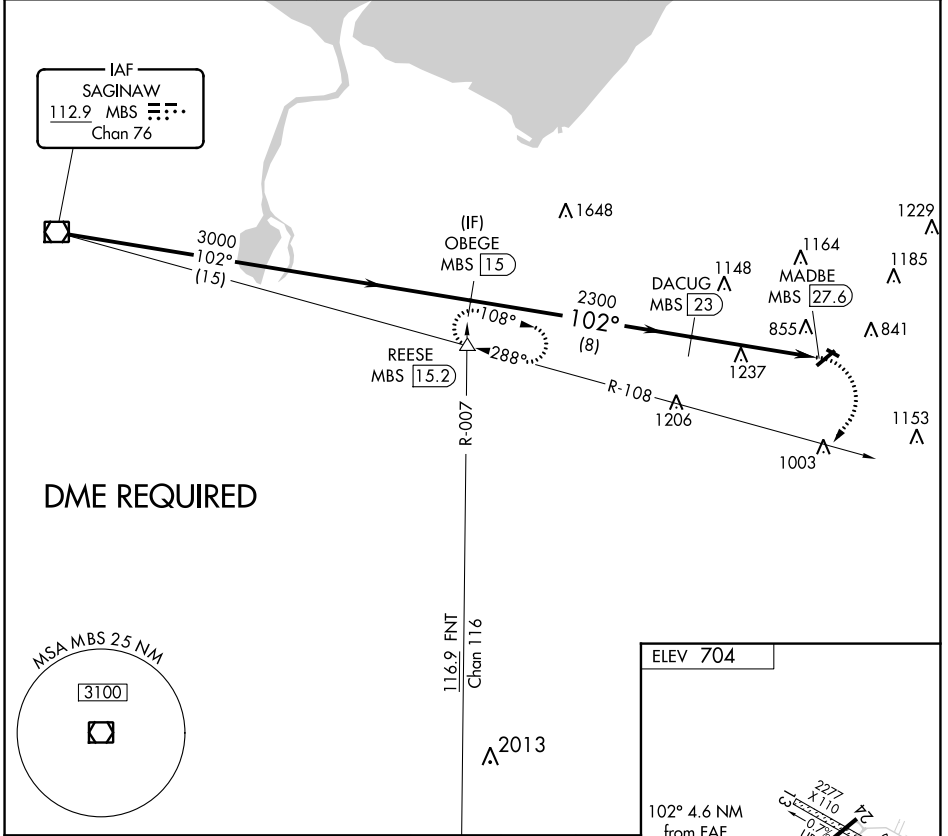 IAF
SAGINAW
112.9 MBS
Chan 76
3000
102°
(15)
(IF)
OBEGE
MBS 15
1648
1229
1164
1185
1148
DACUG
MBS 23
MADBE
MBS 27.6
2300
102°
(8)
855
841
108°
288°
REESE
MBS 15.2
1237
R-108
1206
1153
1003
R-007
DME REQUIRED
116.9 FNT
Chan 116
MSA MBS 25 NM
3100
2013
ELEV 704
102° 4.6 NM
from FAF
2277
X 110
24